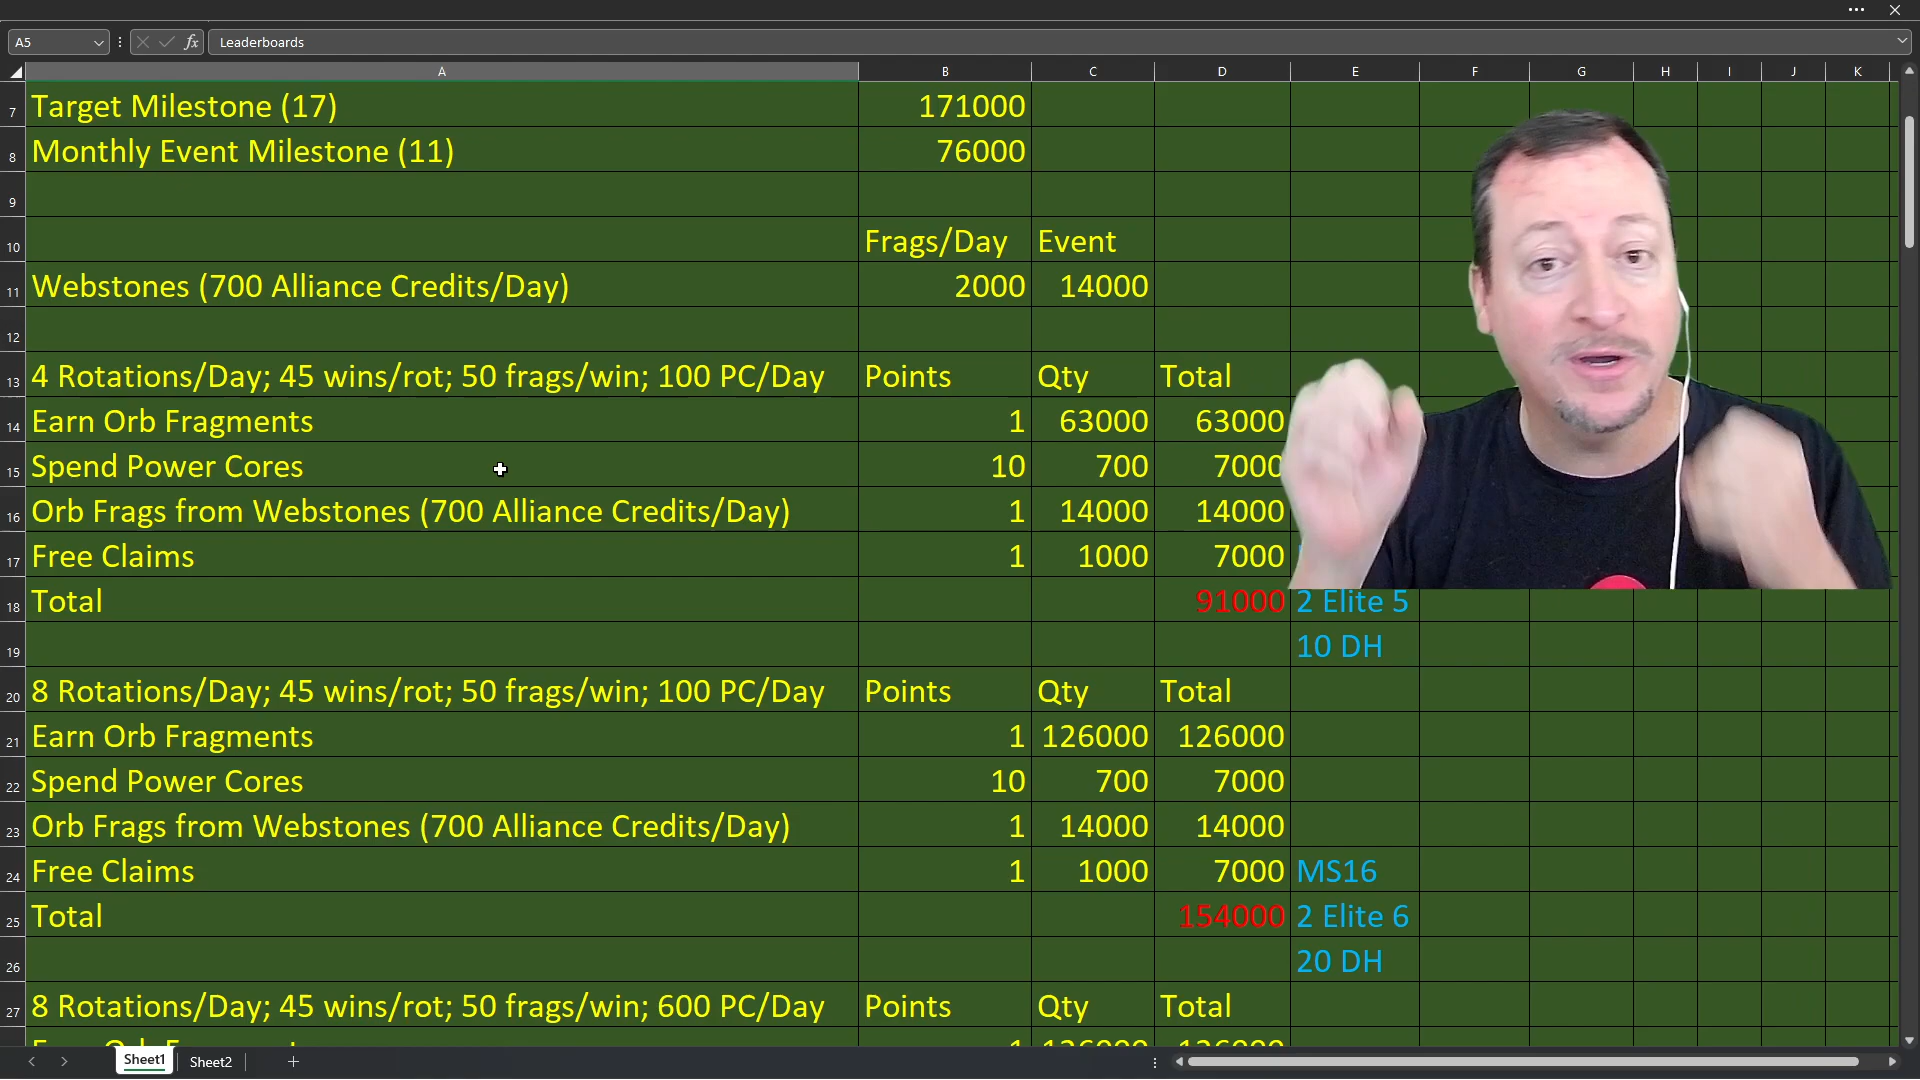 A5
fx
Leaderboards
A B C D E F G H I J K
7 Target Milestone (17) 171000
8 Monthly Event Milestone (11) 76000
9
10 Frags/Day Event
11 Webstones (700 Alliance Credits/Day) 2000 14000
12
13 4 Rotations/Day; 45 wins/rot; 50 frags/win; 100 PC/Day Points Qty Total
14 Earn Orb Fragments 1 63000 63000
15 Spend Power Cores 10 700 7000
16 Orb Frags from Webstones (700 Alliance Credits/Day) 1 14000 14000
17 Free Claims 1 1000 7000
18 Total 91000 2 Elite 5
19 10 DH
20 8 Rotations/Day; 45 wins/rot; 50 frags/win; 100 PC/Day Points Qty Total
21 Earn Orb Fragments 1 126000 126000
22 Spend Power Cores 10 700 7000
23 Orb Frags from Webstones (700 Alliance Credits/Day) 1 14000 14000
24 Free Claims 1 1000 7000 MS16
25 Total 154000 2 Elite 6
26 20 DH
27 8 Rotations/Day; 45 wins/rot; 50 frags/win; 600 PC/Day Points Qty Total
Sheet1 Sheet2